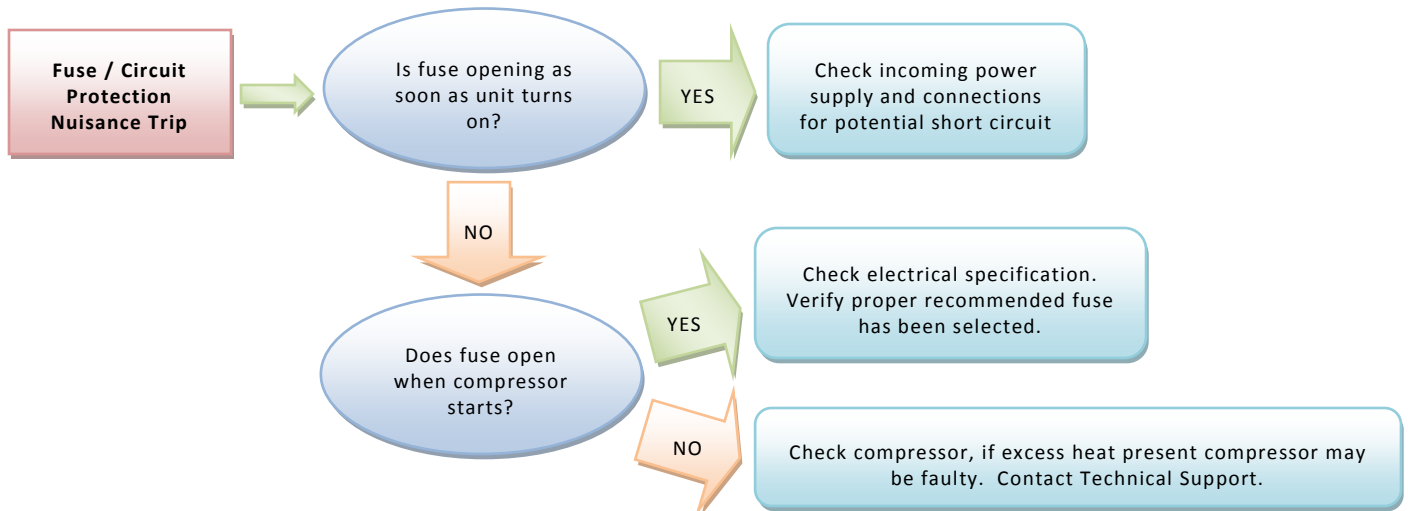 Fuse / Circuit
Protection
Nuisance Trip
Is fuse opening as
soon as unit turns
on?
YES
Check incoming power
supply and connections
for potential short circuit
NO
Does fuse open
when compressor
starts?
YES
Check electrical specification.
Verify proper recommended fuse
has been selected.
NO
Check compressor, if excess heat present compressor may
be faulty.  Contact Technical Support.